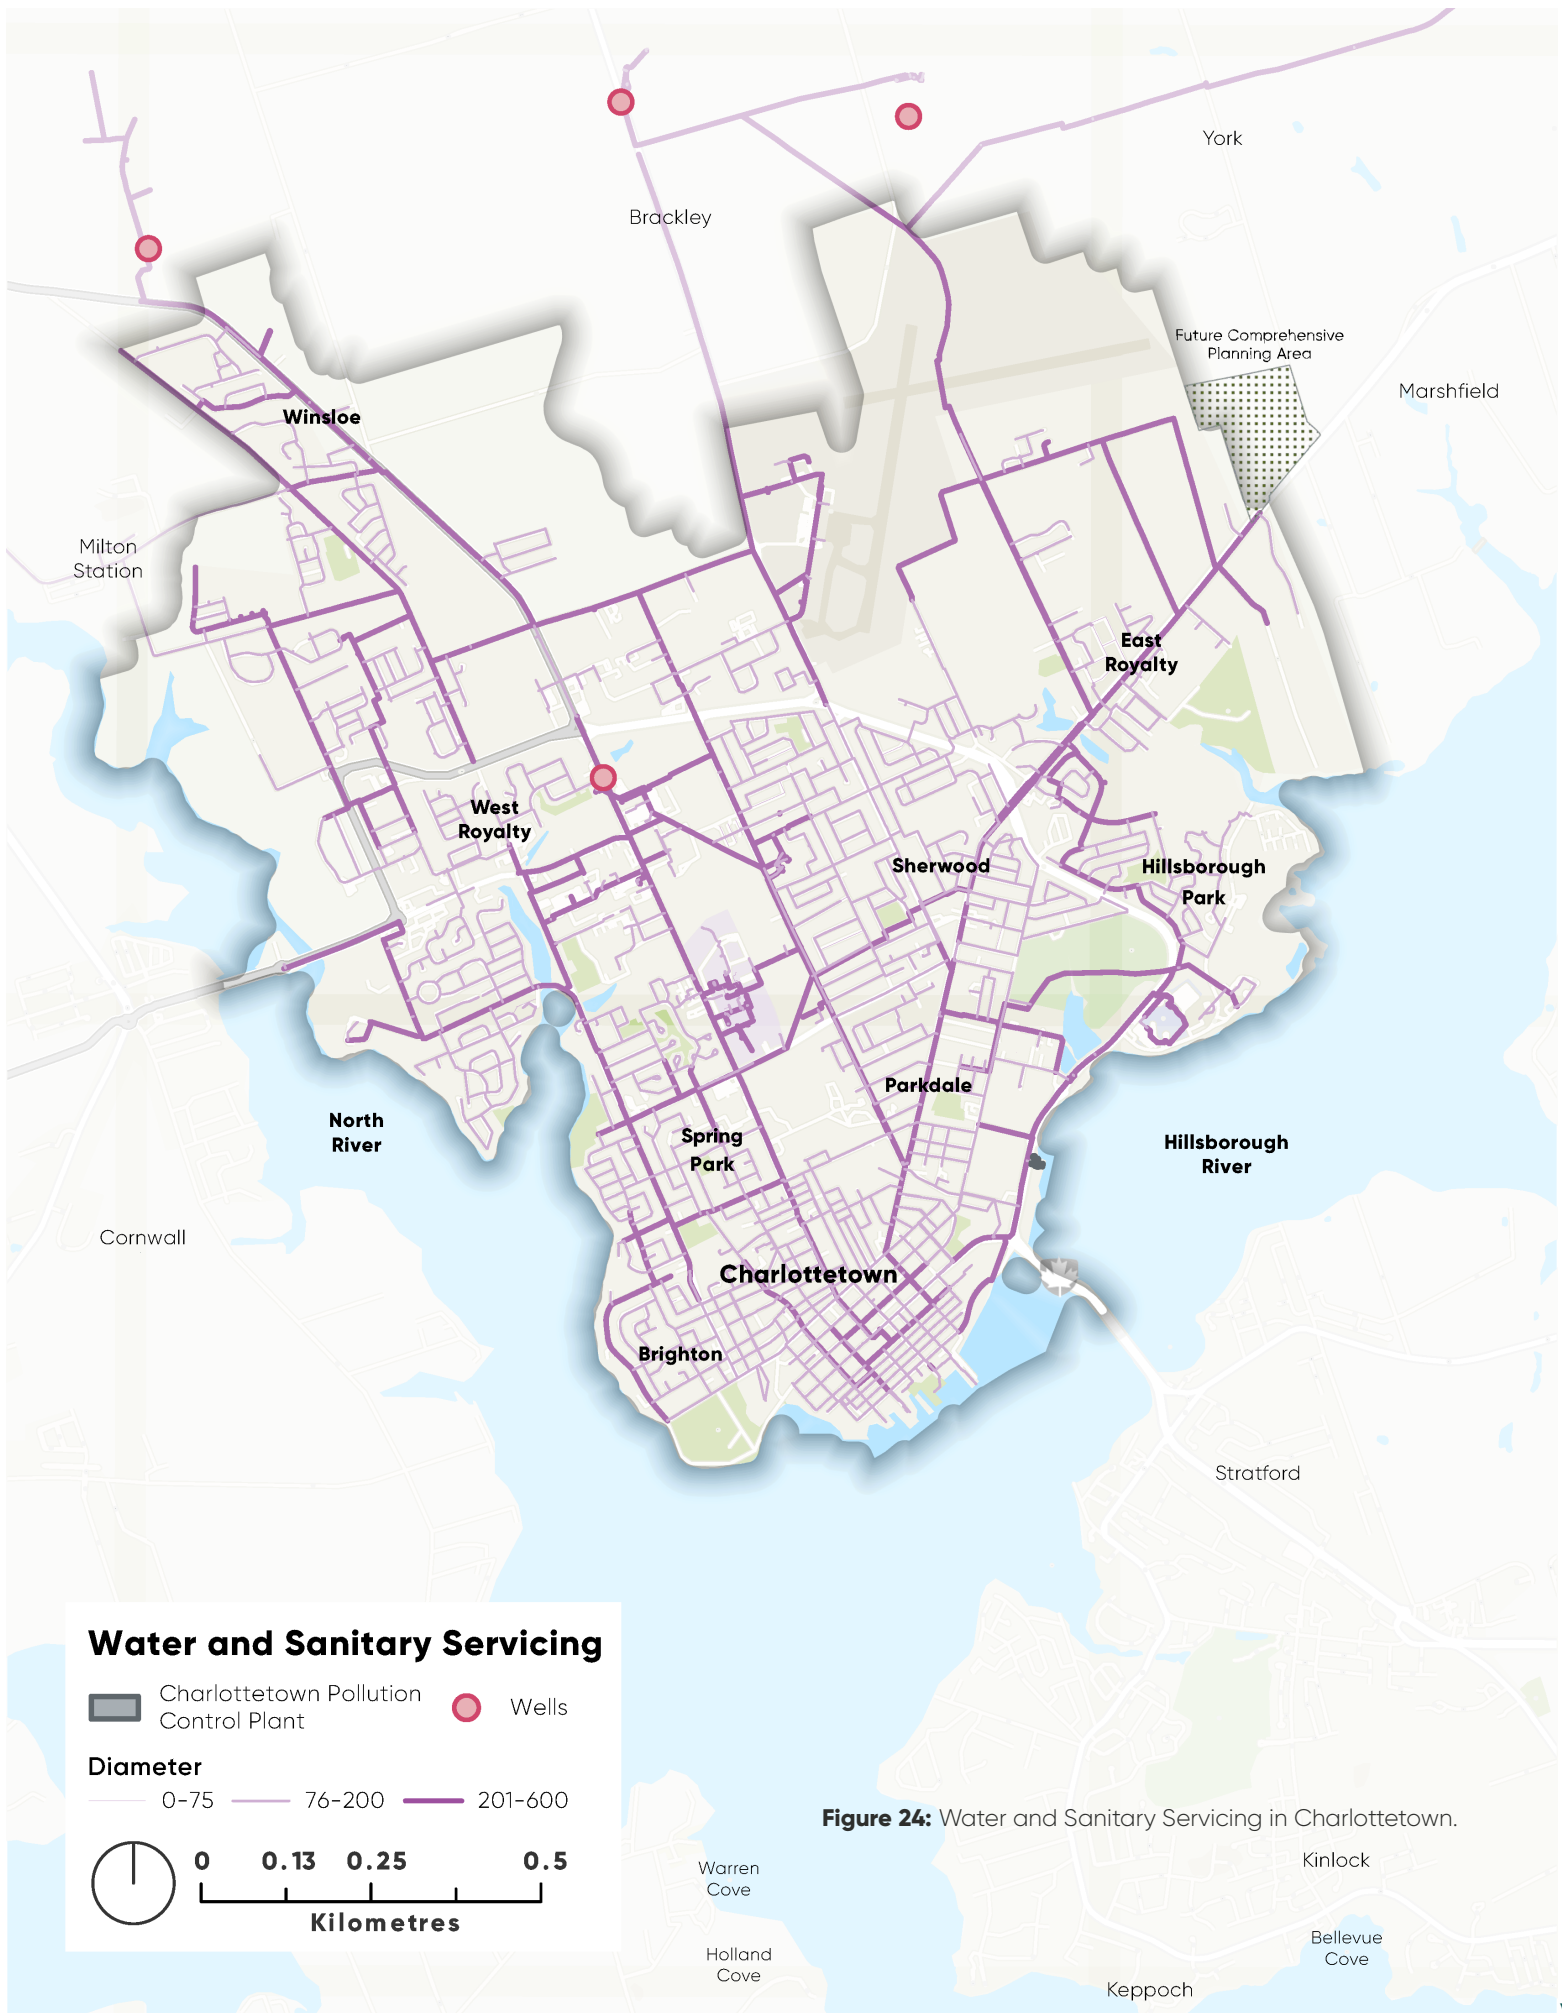 York
Brackley
Future Comprehensive
Planning Area
Marshfield
Winsloe
Milton
Station
East
Royalty
West
Royalty
Sherwood
Hillsborough
Park
Parkdale
North
River
Spring
Park
Hillsborough
River
Cornwall
Charlottetown
Brighton
Stratford
Water and Sanitary Servicing
Charlottetown Pollution
Control Plant
Wells
Diameter
0-75
76-200
201-600
0 0.13 0.25 0.5
Kilometres
Figure 24: Water and Sanitary Servicing in Charlottetown.
Kinlock
Warren
Cove
Bellevue
Cove
Holland
Cove
Keppoch